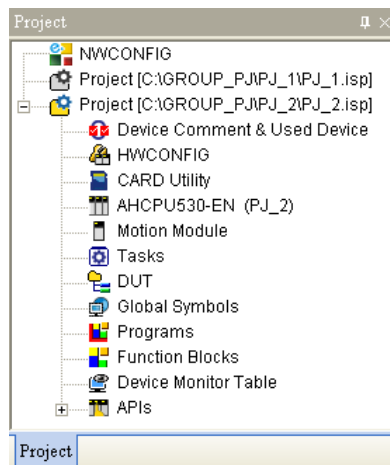 Project
NWCONFIG
Project [C:\GROUP_PJ\PJ_1\PJ_1.isp]
Project [C:\GROUP_PJ\PJ_2\PJ_2.isp]
Device Comment & Used Device
HWCONFIG
CARD Utility
AHCPU530-EN (PJ_2)
Motion Module
Tasks
DUT
Global Symbols
Programs
Function Blocks
Device Monitor Table
APIs
Project